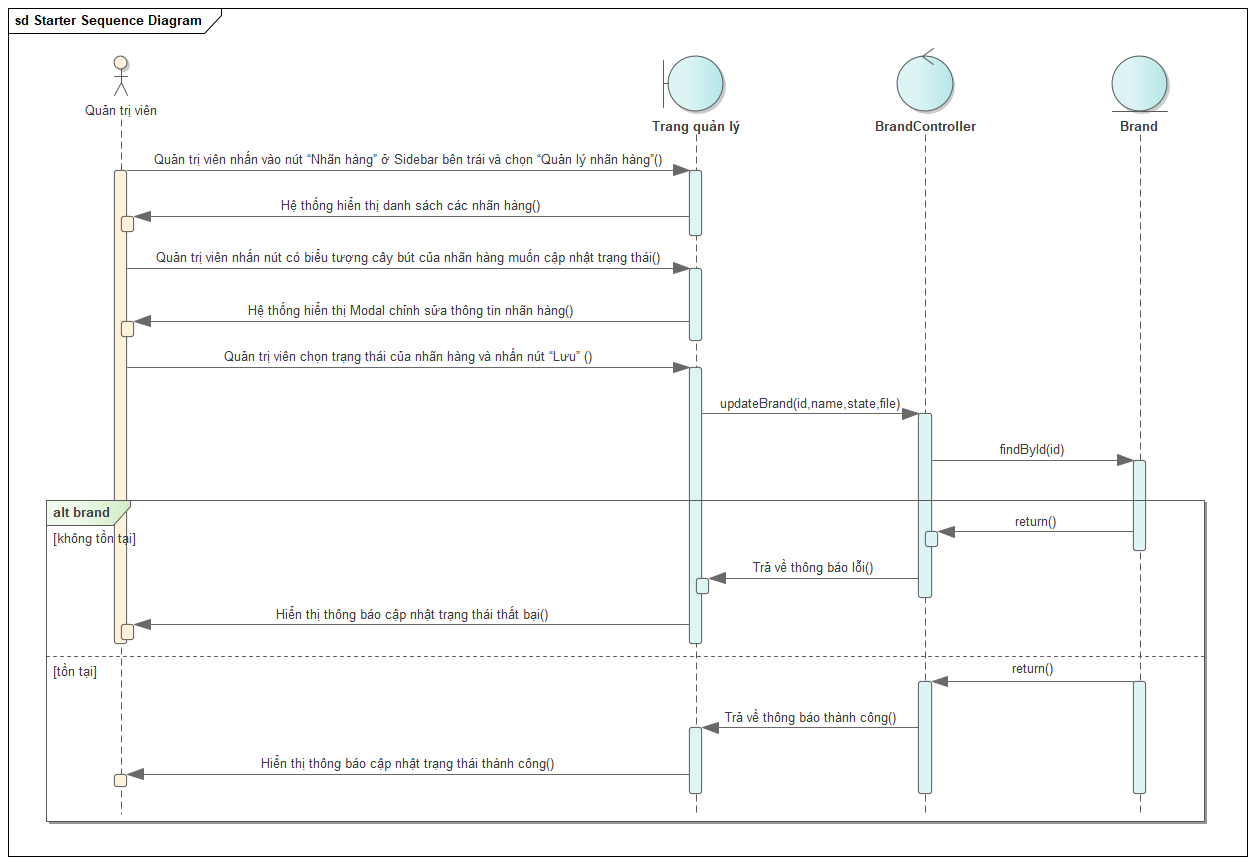 sd Starter Sequence Diagram
Quản trị viên
Trang quản lý
BrandController
Brand
Quản trị viên nhấn vào nút “Nhãn hàng” ở Sidebar bên trái và chọn “Quản lý nhãn hàng”()
Hệ thống hiển thị danh sách các nhãn hàng()
Quản trị viên nhấn nút có biểu tượng cây bút của nhãn hàng muốn cập nhật trạng thái()
Hệ thống hiển thị Modal chỉnh sửa thông tin nhãn hàng()
Quản trị viên chọn trạng thái của nhãn hàng và nhấn nút “Lưu” ()
updateBrand(id,name,state,file)
findById(id)
alt brand
[không tồn tại]
return()
Trả về thông báo lỗi()
Hiển thị thông báo cập nhật trạng thái thất bại()
[tồn tại]
return()
Trả về thông báo thành công()
Hiển thị thông báo cập nhật trạng thái thành công()